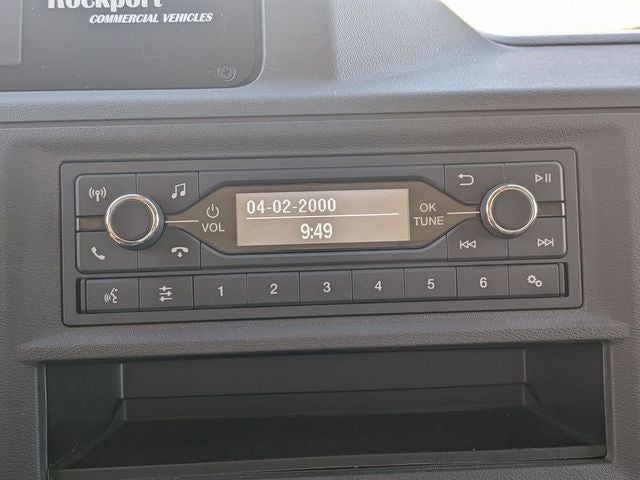 Rockport
COMMERCIAL VEHICLES
04-02-2000
9:49
VOL
OK
TUNE
1 2 3 4 5 6